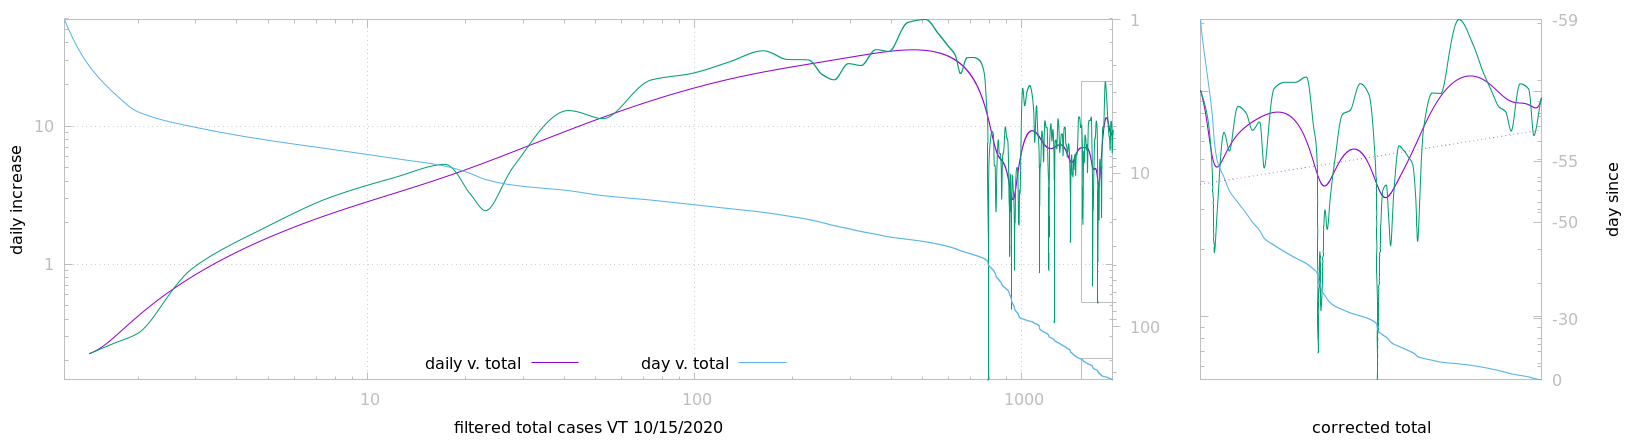 daily increase
10
1
daily v. total
day v. total
1
10
100
10
100
1000
filtered total cases VT 10/15/2020
-59
-55
-50
-30
0
day since
corrected total